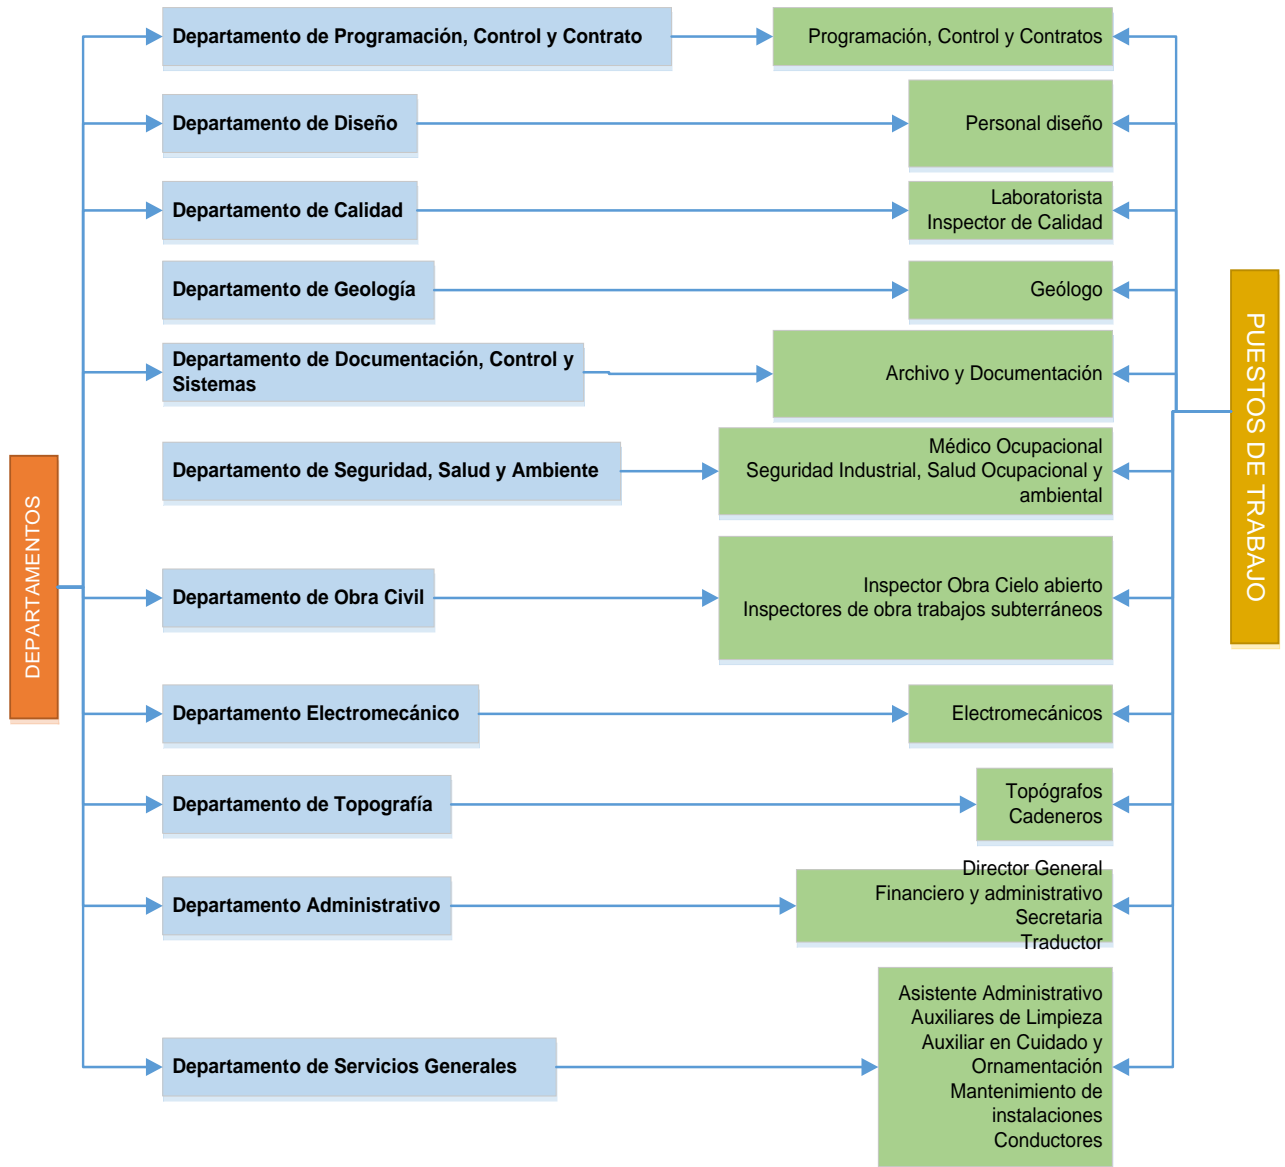 Departamento de Programación, Control y Contrato
Programación, Control y Contratos
Departamento de Diseño
Personal diseño
Departamento de Calidad
Laboratorista
Inspector de Calidad
Departamento de Geología
Geólogo
Departamento de Documentación, Control y
Sistemas
Archivo y Documentación
Departamento de Seguridad, Salud y Ambiente
Médico Ocupacional
Seguridad Industrial, Salud Ocupacional y
ambiental
DEPARTAMENTOS
PUESTOS DE TRABAJO
Departamento de Obra Civil
Inspector Obra Cielo abierto
Inspectores de obra trabajos subterráneos
Departamento Electromecánico
Electromecánicos
Departamento de Topografía
Topógrafos
Cadeneros
Departamento Administrativo
Director General
Financiero y administrativo
Secretaria
Traductor
Departamento de Servicios Generales
Asistente Administrativo
Auxiliares de Limpieza
Auxiliar en Cuidado y
Ornamentación
Mantenimiento de
instalaciones
Conductores